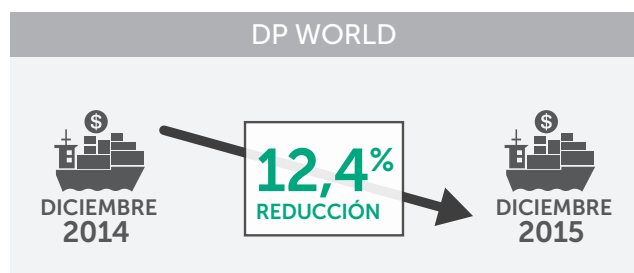 DP WORLD
$
$
12,4%
REDUCCIÓN
DICIEMBRE
2014
DICIEMBRE
2015